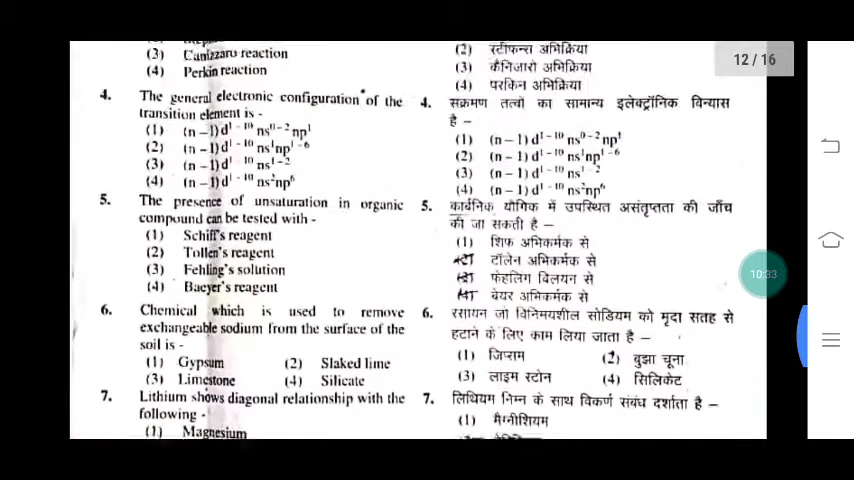 (3) Canizzaro reaction
(4) Perkin reaction
4. The general electronic configuration of the
transition element is -
(1) (n – 1)d¹⁻¹⁰ ns⁰⁻² np¹
(2) (n – 1)d¹⁻¹⁰ ns¹np¹⁻⁶
(3) (n – 1)d¹⁻¹⁰ ns¹⁻²
(4) (n – 1)d¹⁻¹⁰ ns²np⁶
5. The presence of unsaturation in organic
compound can be tested with -
(1) Schiff's reagent
(2) Tollen's reagent
(3) Fehling's solution
(4) Baeyer's reagent
6. Chemical which is used to remove
exchangeable sodium from the surface of the
soil is -
(1) Gypsum (2) Slaked lime
(3) Limestone (4) Silicate
7. Lithium shows diagonal relationship with the
following -
(1) Magnesium
(2) स्टीफन्स अभिक्रिया
(3) कैनिजारो अभिक्रिया
(4) परकिन अभिक्रिया
4. सक्रमण तत्वों का सामान्य इलेक्ट्रॉनिक विन्यास
है –
(1) (n – 1) d¹⁻¹⁰ ns⁰⁻² np¹
(2) (n – 1) d¹⁻¹⁰ ns¹np¹⁻⁶
(3) (n – 1) d¹⁻¹⁰ ns¹⁻²
(4) (n – 1) d¹⁻¹⁰ ns²np⁶
5. कार्बनिक यौगिक में उपस्थित असंतृप्तता की जाँच
की जा सकती है –
(1) शिफ अभिकर्मक से
(2) टॉलेन अभिकर्मक से
(3) फेहलिंग विलयन से
(4) बेयर अभिकर्मक से
6. रसायन जो विनिमयशील सोडियम को मृदा सतह से
हटाने के लिए काम लिया जाता है –
(1) जिप्सम (2) बुझा चूना
(3) लाइम स्टोन (4) सिलिकेट
7. लिथियम निम्न के साथ विकर्ण संबंध दर्शाता है –
(1) मैग्नीशियम
12 / 16
10:33